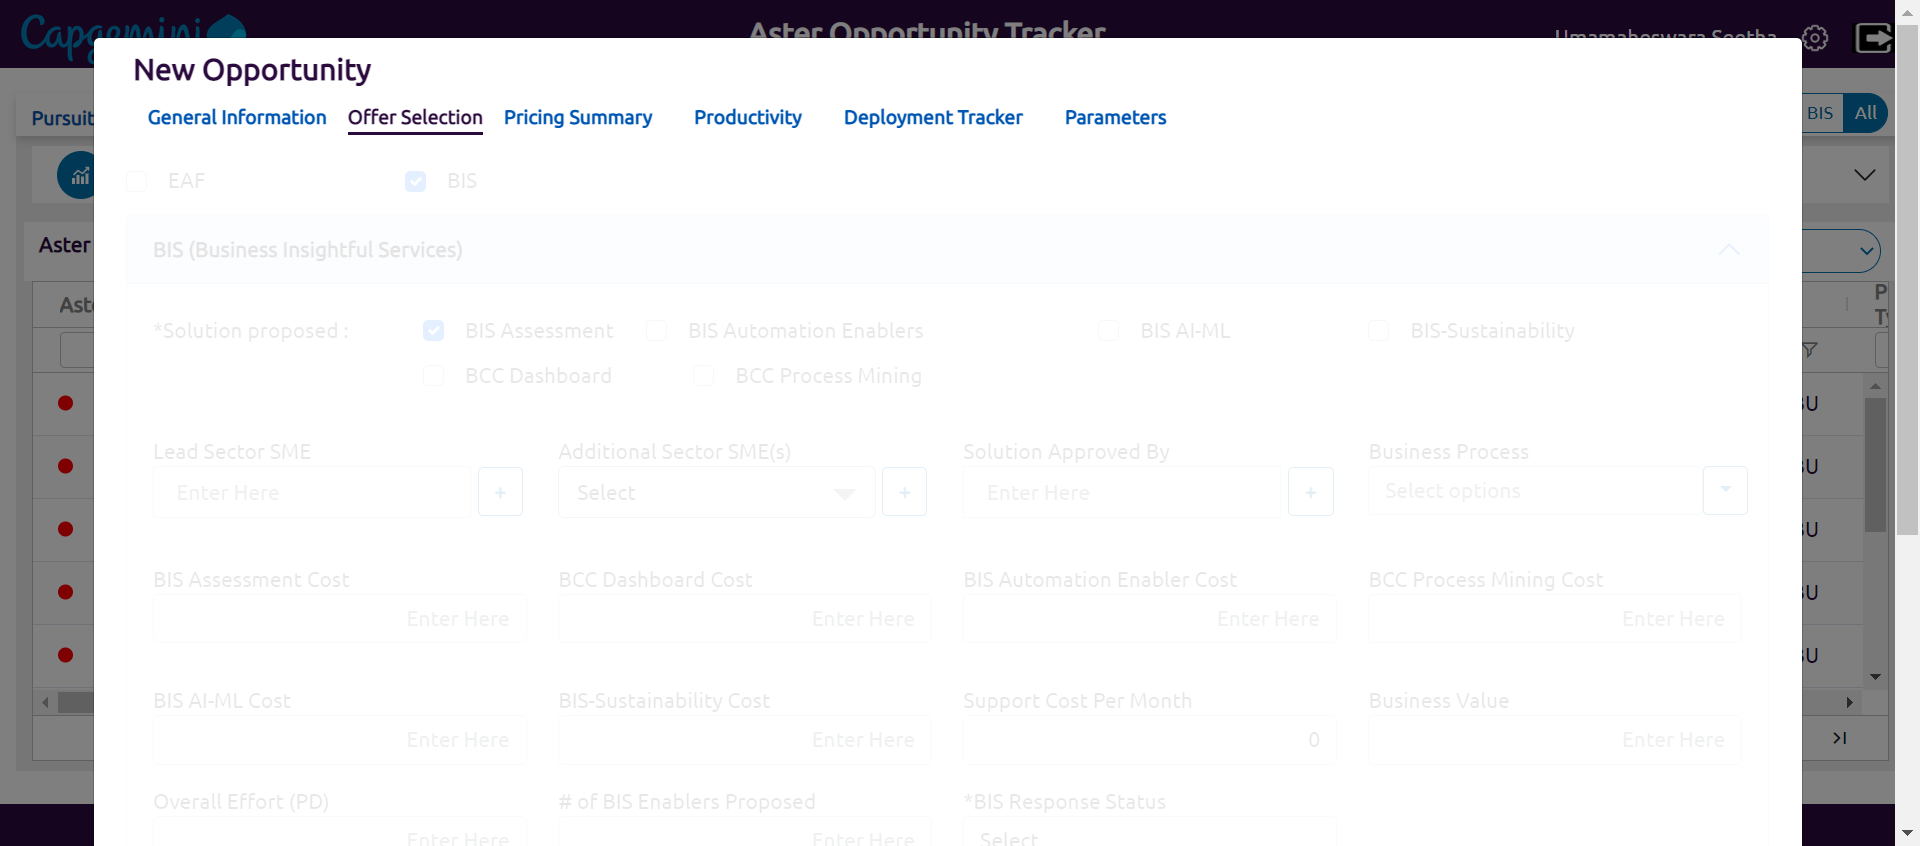 Capgemini
Aster Opportunity Tracker
Umamaheswara Seetha
New Opportunity
General Information Offer Selection Pricing Summary Productivity Deployment Tracker Parameters
Pursuit
BIS All
EAF BIS
BIS (Business Insightful Services)
Aster
*Solution proposed : BIS Assessment BIS Automation Enablers BIS AI-ML BIS-Sustainability
BCC Dashboard BCC Process Mining
Lead Sector SME Additional Sector SME(s) Solution Approved By Business Process
Enter Here + Select + Enter Here + Select options
BIS Assessment Cost BCC Dashboard Cost BIS Automation Enabler Cost BCC Process Mining Cost
Enter Here Enter Here Enter Here Enter Here
BIS AI-ML Cost BIS-Sustainability Cost Support Cost Per Month Business Value
Enter Here Enter Here 0 Enter Here
Overall Effort (PD) # of BIS Enablers Proposed *BIS Response Status
Enter Here Enter Here Select